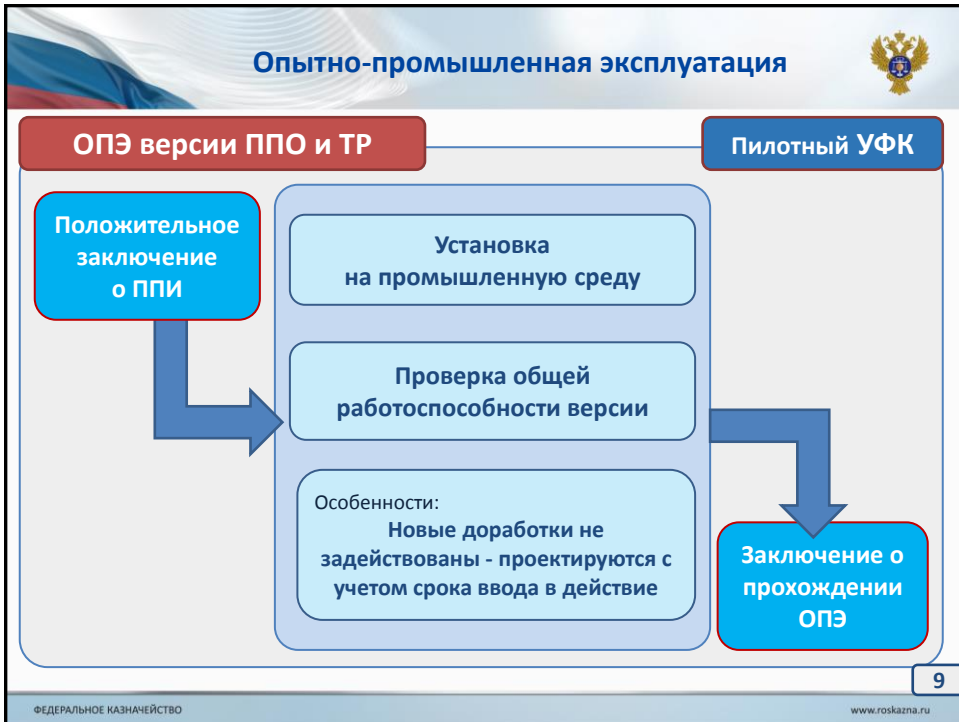 Опытно-промышленная эксплуатация
ОПЭ версии ППО и ТР
Пилотный УФК
Положительное
заключение
о ППИ
Установка
на промышленную среду
Проверка общей
работоспособности версии
Особенности:
Новые доработки не
задействованы - проектируются с
учетом срока ввода в действие
Заключение о
прохождении
ОПЭ
9
ФЕДЕРАЛЬНОЕ КАЗНАЧЕЙСТВО
www.roskazna.ru